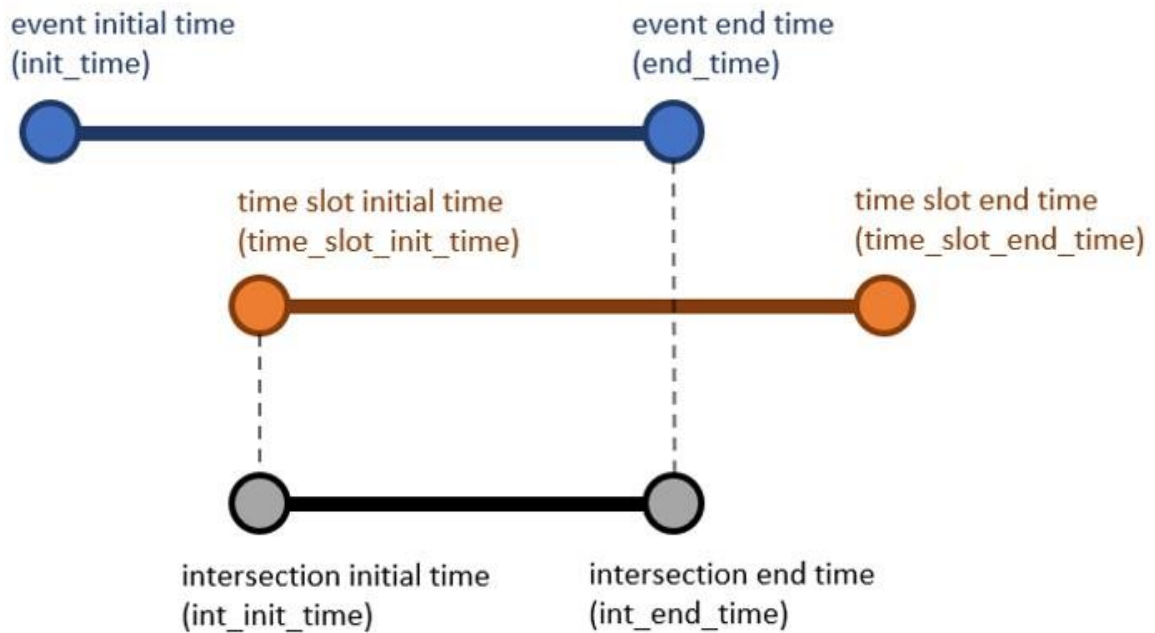 event initial time
(init_time)
event end time
(end_time)
time slot initial time
(time_slot_init_time)
time slot end time
(time_slot_end_time)
intersection initial time
(int_init_time)
intersection end time
(int_end_time)